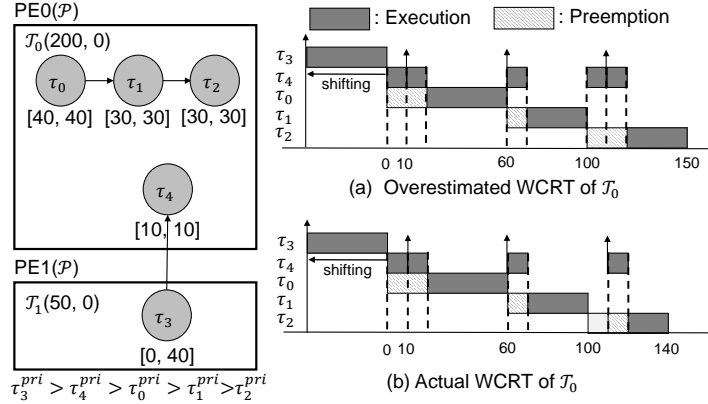 PE0(𝒫)
𝒯₀(200, 0)
τ₀ τ₁ τ₂
[40, 40] [30, 30] [30, 30]
τ₄
[10, 10]
PE1(𝒫)
𝒯₁(50, 0)
τ₃
[0, 40]
τ₃^pri > τ₄^pri > τ₀^pri > τ₁^pri >τ₂^pri
: Execution : Preemption
τ₃
τ₄
shifting
τ₀
τ₁
τ₂
0 10 60 100 150
(a) Overestimated WCRT of 𝒯₀
τ₃
τ₄
shifting
τ₀
τ₁
τ₂
0 10 60 100 140
(b) Actual WCRT of 𝒯₀